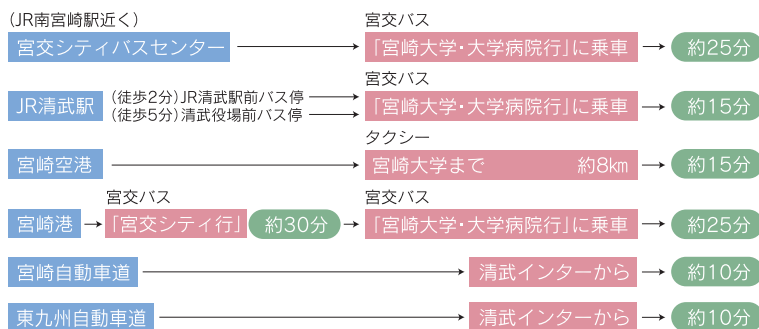 (JR南宮崎駅近く)
宮交バス
宮交シティバスセンター 「宮崎大学・大学病院行」に乗車 約25分
宮交バス
JR清武駅 (徒歩2分)JR清武駅前バス停 「宮崎大学・大学病院行」に乗車 約15分
(徒歩5分)清武役場前バス停
タクシー
宮崎空港 宮崎大学まで 約8km 約15分
宮交バス 宮交バス
宮崎港 「宮交シティ行」 約30分 「宮崎大学・大学病院行」に乗車 約25分
宮崎自動車道 清武インターから 約10分
東九州自動車道 清武インターから 約10分